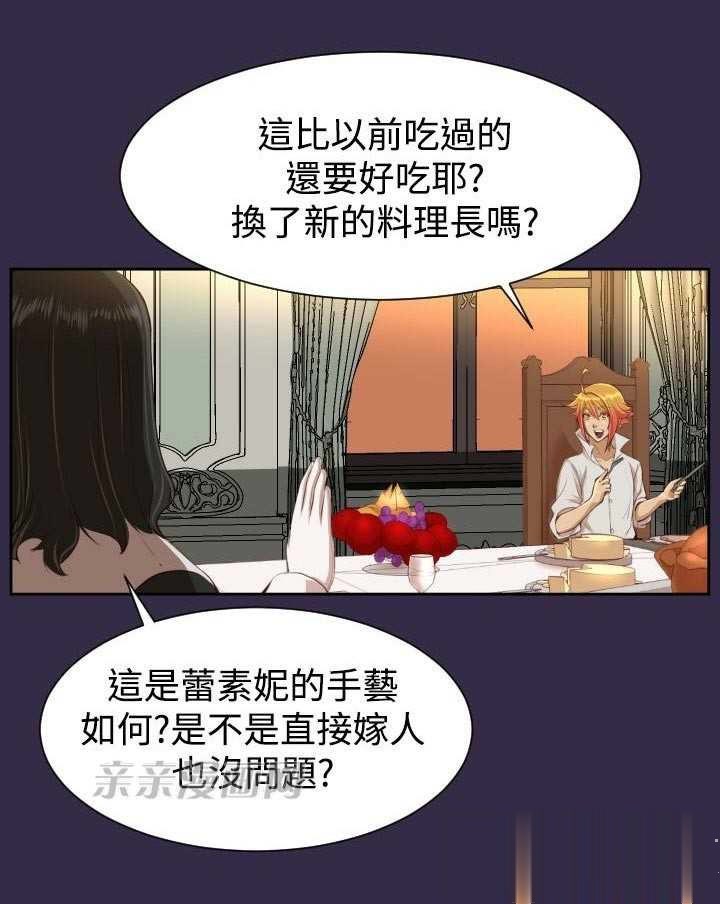 這比以前吃過的
還要好吃耶?
換了新的料理長嗎?
這是蕾素妮的手藝
如何?是不是直接嫁人
也沒問題?
亲亲漫画网